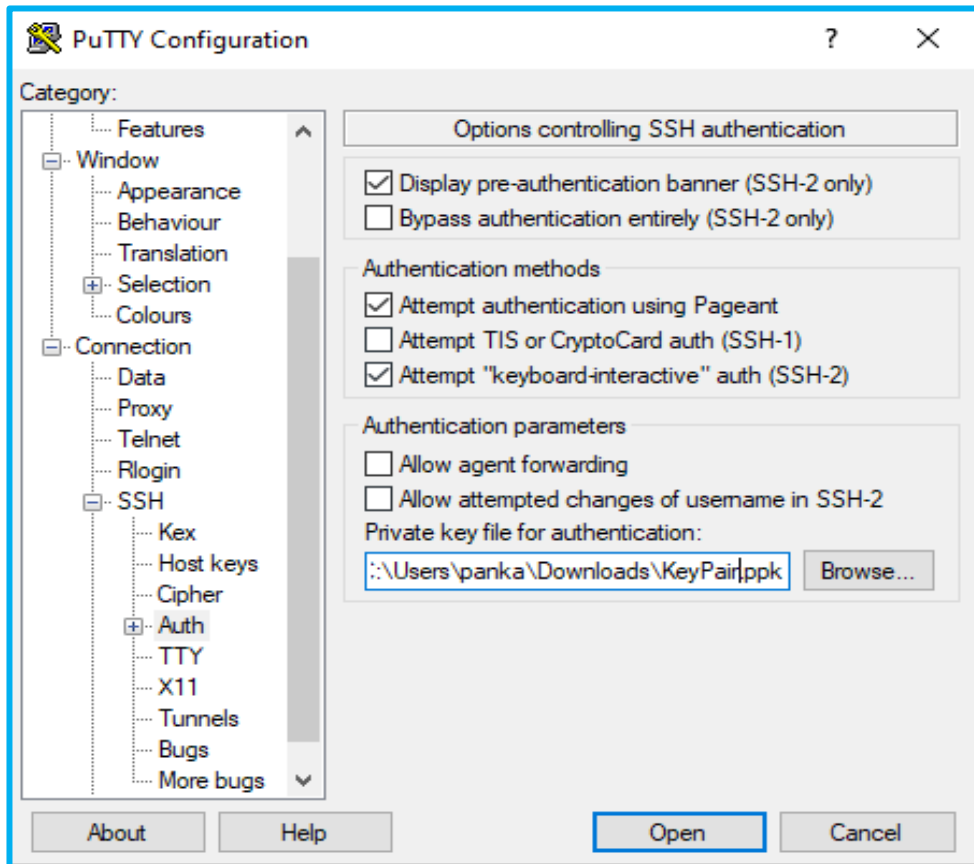 PuTTY Configuration
?
Category:
Features
Window
Appearance
Behaviour
Translation
Selection
Colours
Connection
Data
Proxy
Telnet
Rlogin
SSH
Kex
Host keys
Cipher
Auth
TTY
X11
Tunnels
Bugs
More bugs
Options controlling SSH authentication
Display pre-authentication banner (SSH-2 only)
Bypass authentication entirely (SSH-2 only)
Authentication methods
Attempt authentication using Pageant
Attempt TIS or CryptoCard auth (SSH-1)
Attempt "keyboard-interactive" auth (SSH-2)
Authentication parameters
Allow agent forwarding
Allow attempted changes of username in SSH-2
Private key file for authentication:
:\Users\panka\Downloads\KeyPair.ppk
Browse...
About
Help
Open
Cancel